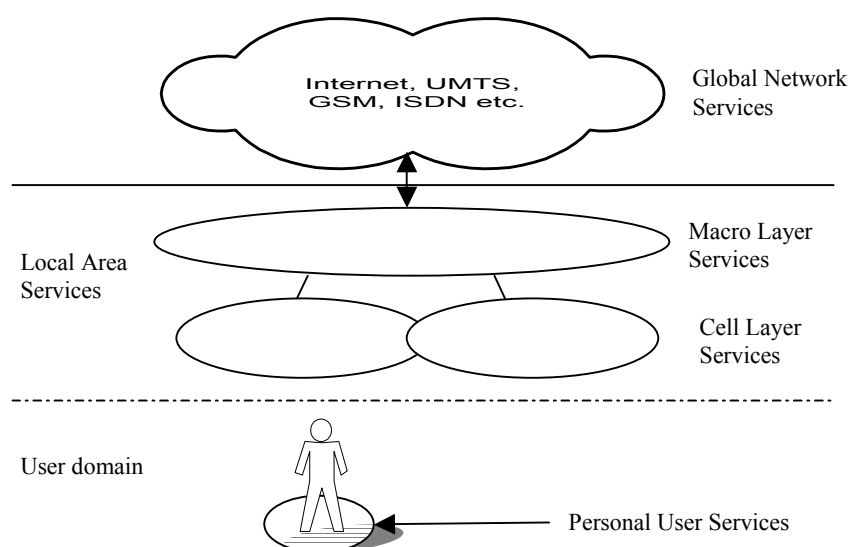 Internet, UMTS,
GSM, ISDN etc.
Global Network
Services
Local Area
Services
Macro Layer
Services
Cell Layer
Services
User domain
Personal User Services